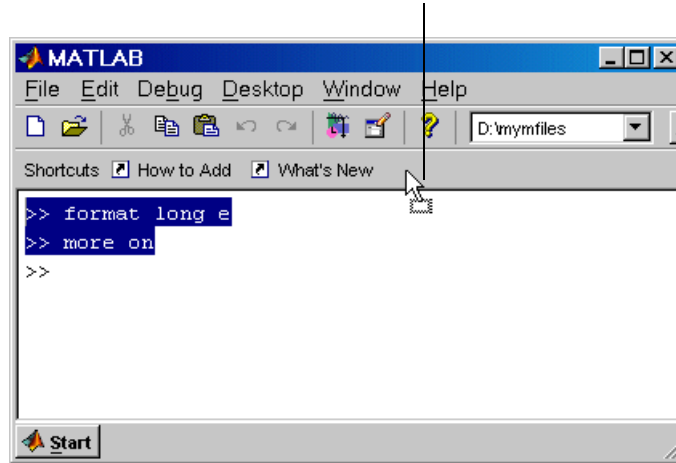 MATLAB
File Edit Debug Desktop Window Help
D:\mymfiles
Shortcuts How to Add What's New
>> format long e
>> more on
>>
Start